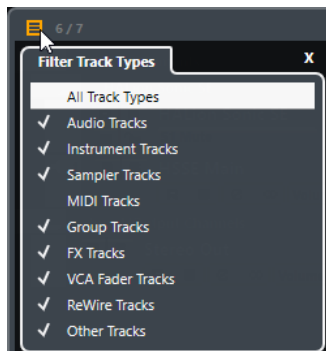 6 / 7
Filter Track Types X
All Track Types
✓ Audio Tracks
✓ Instrument Tracks
✓ Sampler Tracks
MIDI Tracks
✓ Group Tracks
✓ FX Tracks
✓ VCA Fader Tracks
✓ ReWire Tracks
✓ Other Tracks